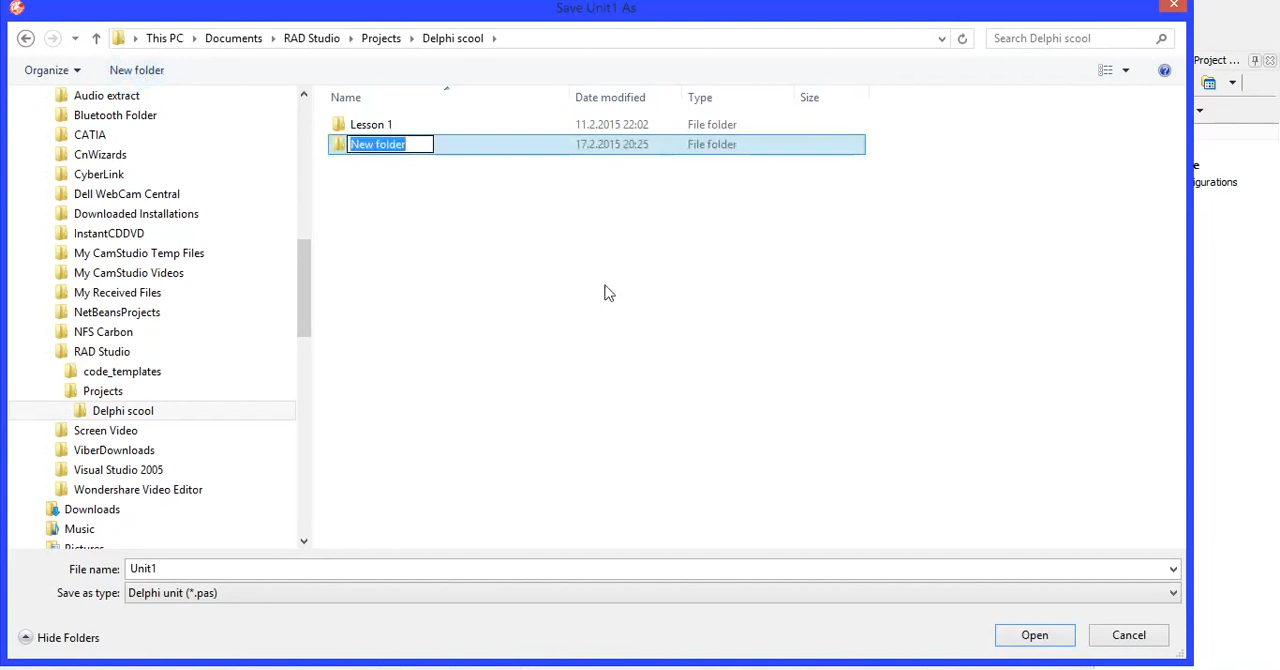 Save Unit1 As
This PC Documents RAD Studio Projects Delphi scool
Search Delphi scool
Project ...
Organize New folder
Name Date modified Type Size
Audio extract
Bluetooth Folder
CATIA
CnWizards
CyberLink
Dell WebCam Central
Downloaded Installations
InstantCDDVD
My CamStudio Temp Files
My CamStudio Videos
My Received Files
NetBeansProjects
NFS Carbon
RAD Studio
code_templates
Projects
Delphi scool
Screen Video
ViberDownloads
Visual Studio 2005
Wondershare Video Editor
Downloads
Music
Pictures
Lesson 1 11.2.2015 22:02 File folder
New folder 17.2.2015 20:25 File folder
e
igurations
File name: Unit1
Save as type: Delphi unit (*.pas)
Hide Folders
Open Cancel